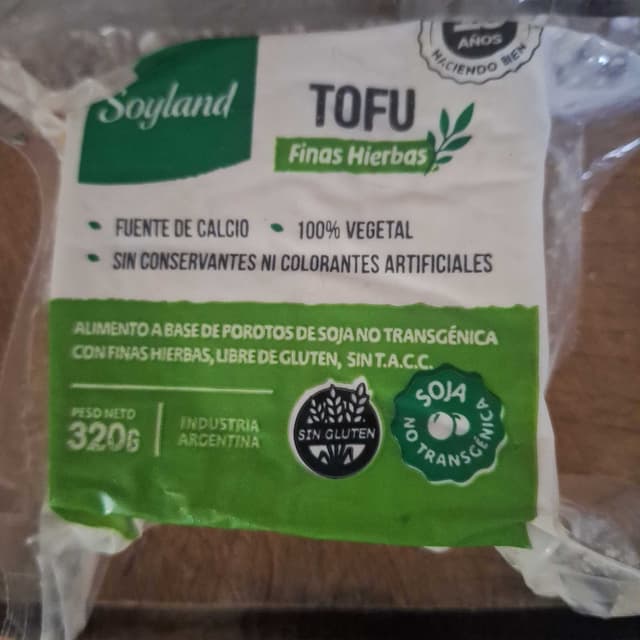 Soyland
TOFU
Finas Hierbas
AÑOS
HACIENDO BIEN
FUENTE DE CALCIO
100% VEGETAL
SIN CONSERVANTES NI COLORANTES ARTIFICIALES
ALIMENTO A BASE DE POROTOS DE SOJA NO TRANSGÉNICA
CON FINAS HIERBAS, LIBRE DE GLUTEN, SIN T.A.C.C.
PESO NETO
320G
INDUSTRIA
ARGENTINA
SIN GLUTEN
SOJA
NO TRANSGÉNICA